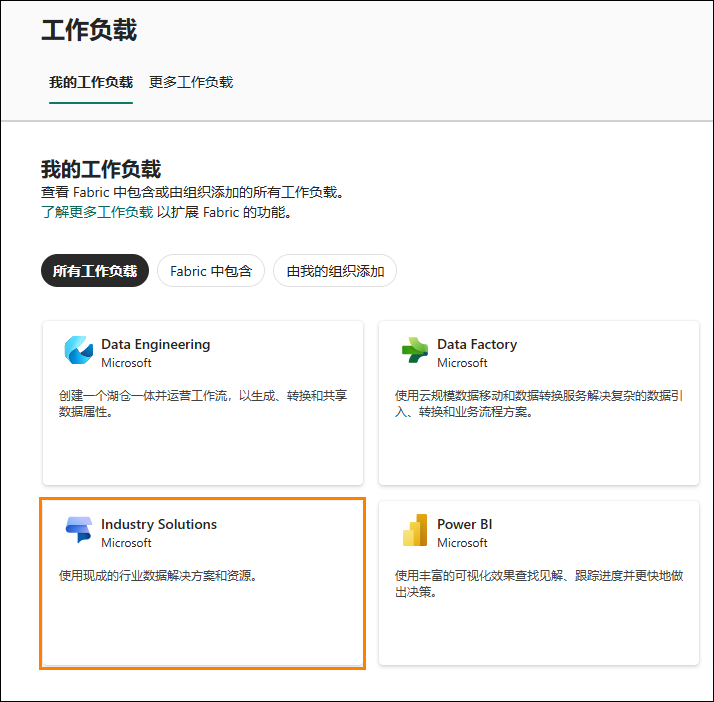 工作负载
我的工作负载 更多工作负载
我的工作负载
查看 Fabric 中包含或由组织添加的所有工作负载。
了解更多工作负载 以扩展 Fabric 的功能。
所有工作负载 Fabric 中包含 由我的组织添加
Data Engineering
Microsoft
创建一个湖仓一体并运营工作流，以生成、转换和共享
数据属性。
Data Factory
Microsoft
使用云规模数据移动和数据转换服务解决复杂的数据引
入、转换和业务流程方案。
Industry Solutions
Microsoft
使用现成的行业数据解决方案和资源。
Power BI
Microsoft
使用丰富的可视化效果查找见解、跟踪进度并更快地做
出决策。